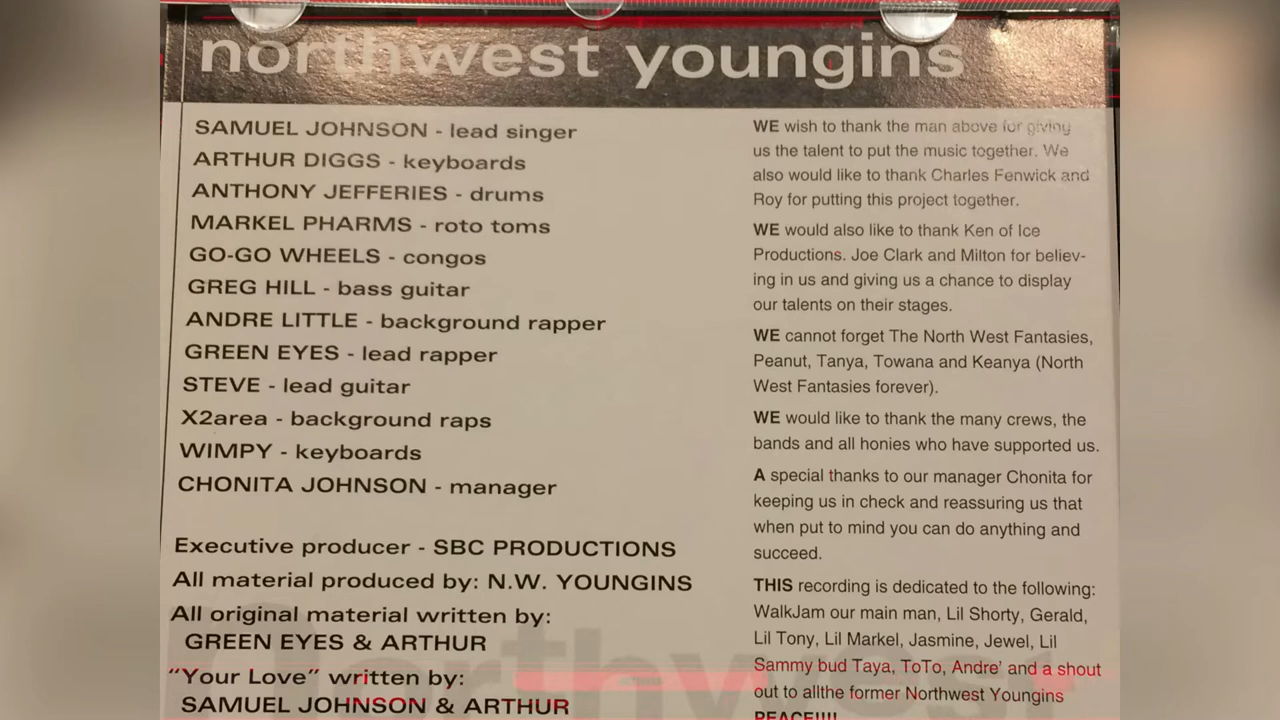 northwest youngins
SAMUEL JOHNSON - lead singer
ARTHUR DIGGS - keyboards
ANTHONY JEFFERIES - drums
MARKEL PHARMS - roto toms
GO-GO WHEELS - congos
GREG HILL - bass guitar
ANDRE LITTLE - background rapper
GREEN EYES - lead rapper
STEVE - lead guitar
X2area - background raps
WIMPY - keyboards
CHONITA JOHNSON - manager
Executive producer - SBC PRODUCTIONS
All material produced by: N.W. YOUNGINS
All original material written by:
GREEN EYES & ARTHUR
“Your Love” written by:
SAMUEL JOHNSON & ARTHUR
WE wish to thank the man above for giving
us the talent to put the music together. We
also would like to thank Charles Fenwick and
Roy for putting this project together.
WE would also like to thank Ken of Ice
Productions. Joe Clark and Milton for believ-
ing in us and giving us a chance to display
our talents on their stages.
WE cannot forget The North West Fantasies,
Peanut, Tanya, Towana and Keanya (North
West Fantasies forever).
WE would like to thank the many crews, the
bands and all honies who have supported us.
A special thanks to our manager Chonita for
keeping us in check and reassuring us that
when put to mind you can do anything and
succeed.
THIS recording is dedicated to the following:
WalkJam our main man, Lil Shorty, Gerald,
Lil Tony, Lil Markel, Jasmine, Jewel, Lil
Sammy bud Taya, ToTo, Andre’ and a shout
out to allthe former Northwest Youngins
PEACE!!!!
northwest